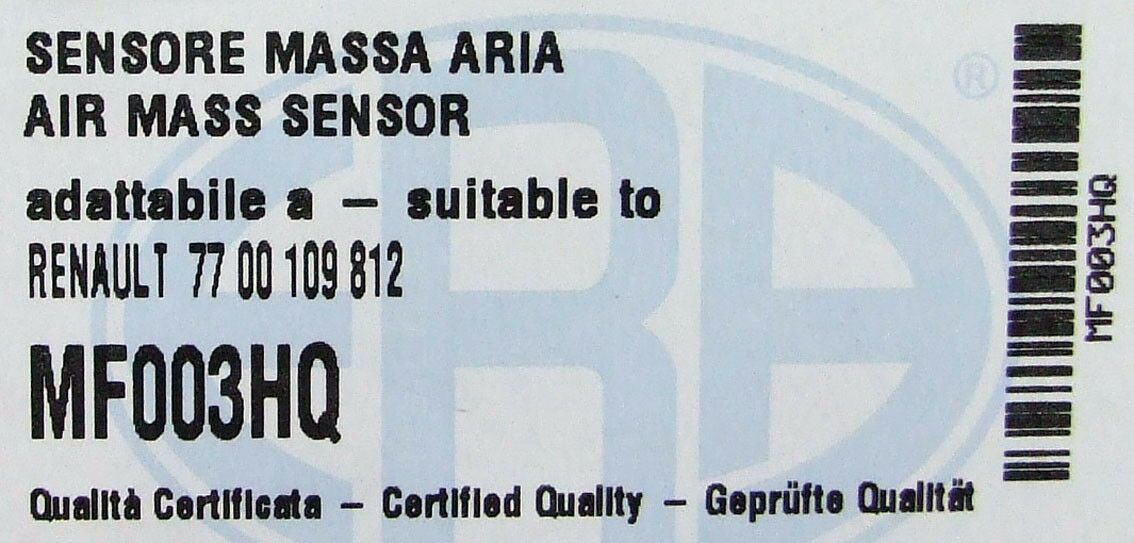 SENSORE MASSA ARIA
AIR MASS SENSOR
adattabile a – suitable to
RENAULT 77 00 109 812
MF003HQ
Qualità Certificata – Certified Quality – Geprüfte Qualität
ERA
®
MF003HQ